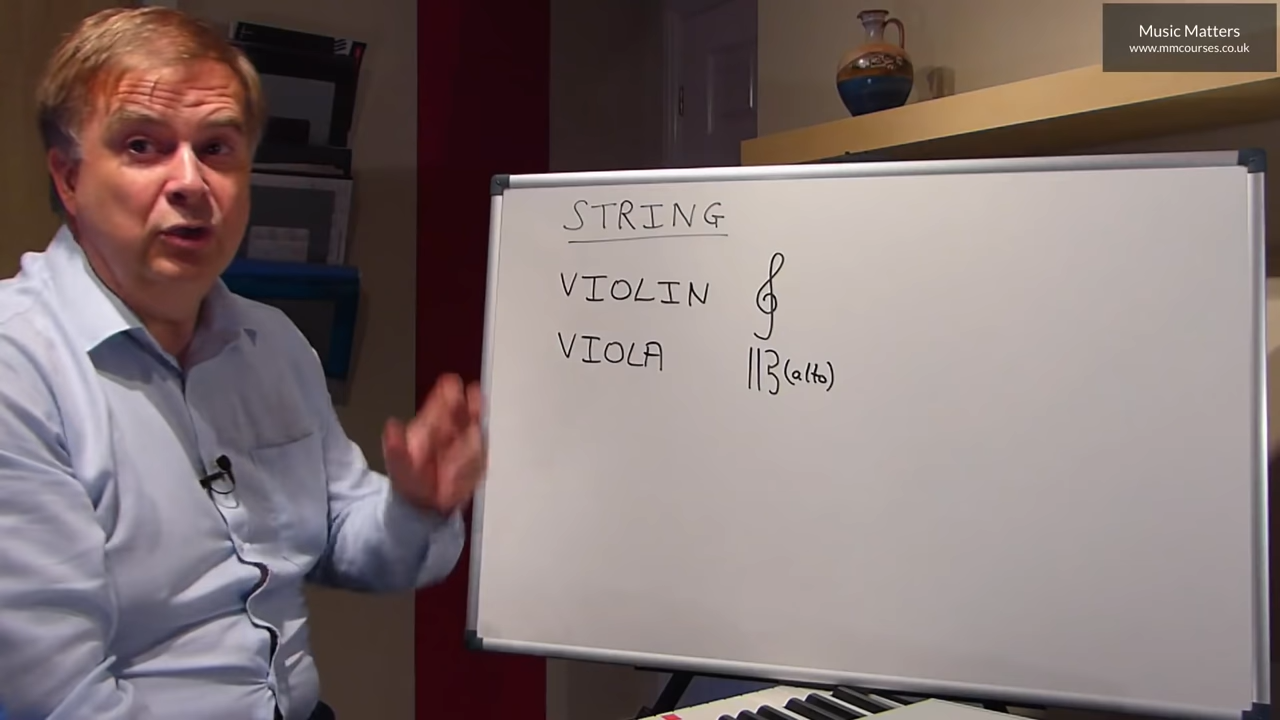 Music Matters
www.mmcourses.co.uk
STRING
VIOLIN
VIOLA (alto)